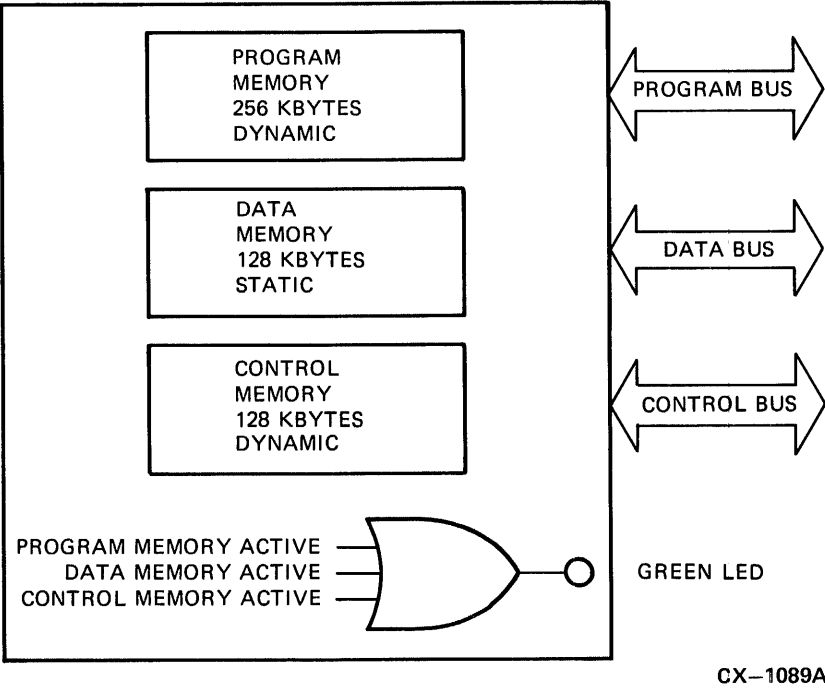 PROGRAM
MEMORY
256 KBYTES
DYNAMIC
PROGRAM BUS
DATA
MEMORY
128 KBYTES
STATIC
DATA BUS
CONTROL
MEMORY
128 KBYTES
DYNAMIC
CONTROL BUS
PROGRAM MEMORY ACTIVE
DATA MEMORY ACTIVE
CONTROL MEMORY ACTIVE
GREEN LED
CX–1089A